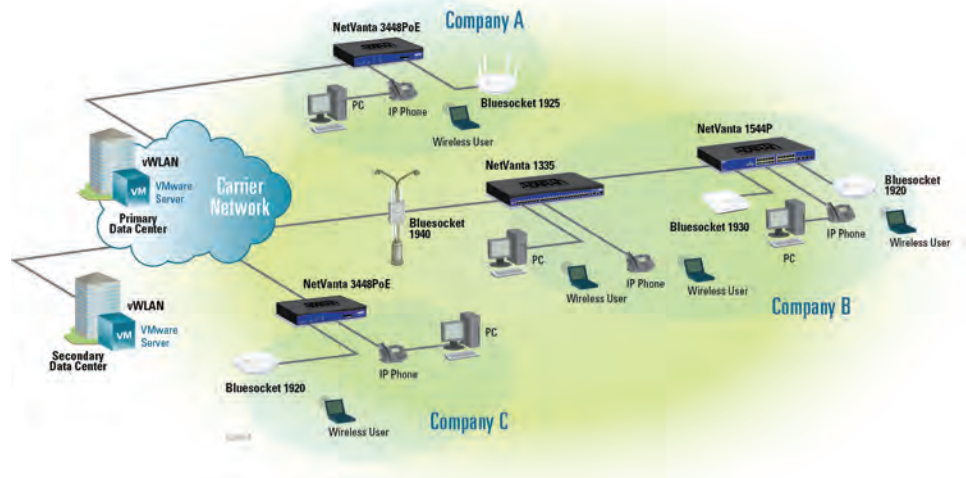 Company A
NetVanta 3448PoE
PC
IP Phone
Bluesocket 1925
Wireless User
vWLAN
VM
VMware
Server
Primary
Data Center
Carrier
Network
NetVanta 1544P
NetVanta 1335
Bluesocket
1940
Bluesocket
1920
Bluesocket 1930
PC
IP Phone
Wireless User
PC
Wireless User
IP Phone
Wireless User
Company B
vWLAN
VM
VMware
Server
Secondary
Data Center
NetVanta 3448PoE
PC
IP Phone
Bluesocket 1920
Wireless User
Company C